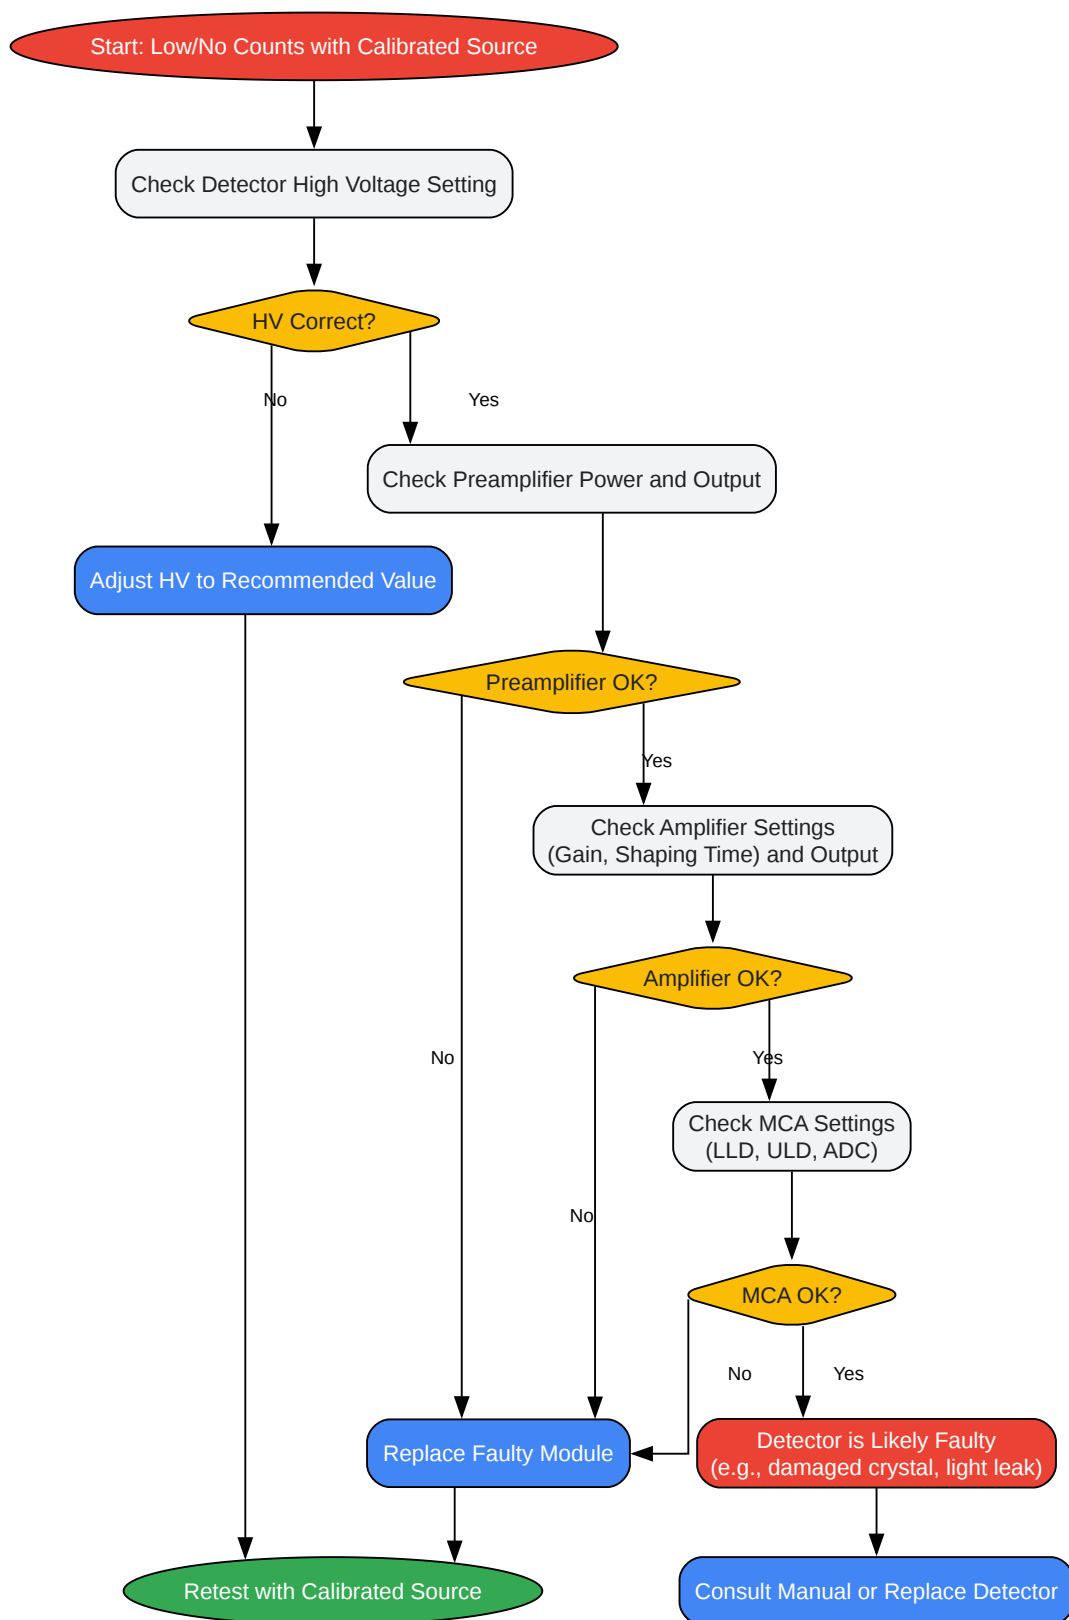 Start: Low/No Counts with Calibrated Source
Check Detector High Voltage Setting
HV Correct?
No
Yes
Check Preamplifier Power and Output
Adjust HV to Recommended Value
Preamplifier OK?
Yes
Check Amplifier Settings
(Gain, Shaping Time) and Output
Amplifier OK?
No
Yes
Check MCA Settings
(LLD, ULD, ADC)
No
MCA OK?
No
Yes
Replace Faulty Module
Detector is Likely Faulty
(e.g., damaged crystal, light leak)
Retest with Calibrated Source
Consult Manual or Replace Detector